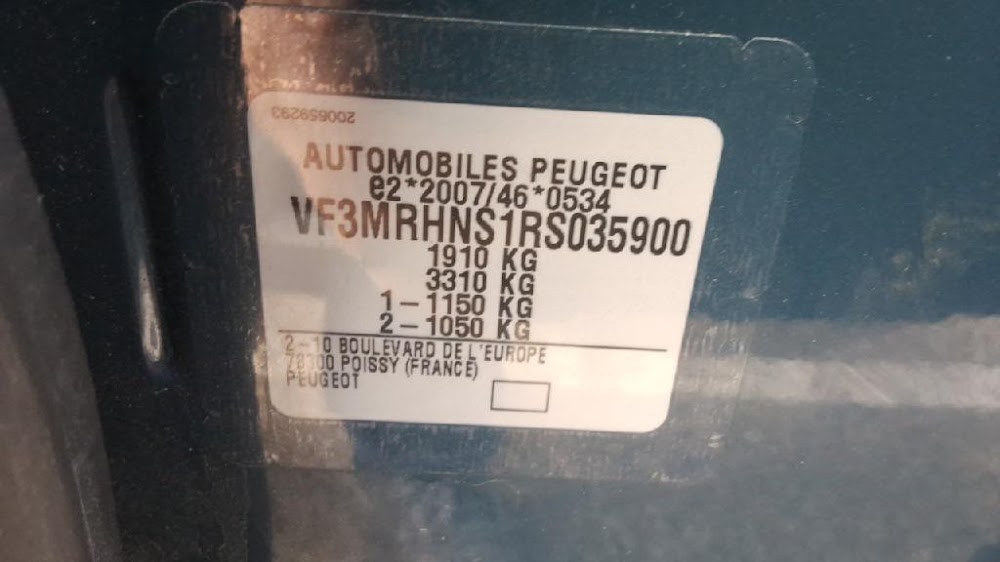 200659293
AUTOMOBILES PEUGEOT
e2*2007/46*0534
VF3MRHNS1RS035900
1910 KG
3310 KG
1-1150 KG
2-1050 KG
2-10 BOULEVARD DE L'EUROPE
78300 POISSY (FRANCE)
PEUGEOT